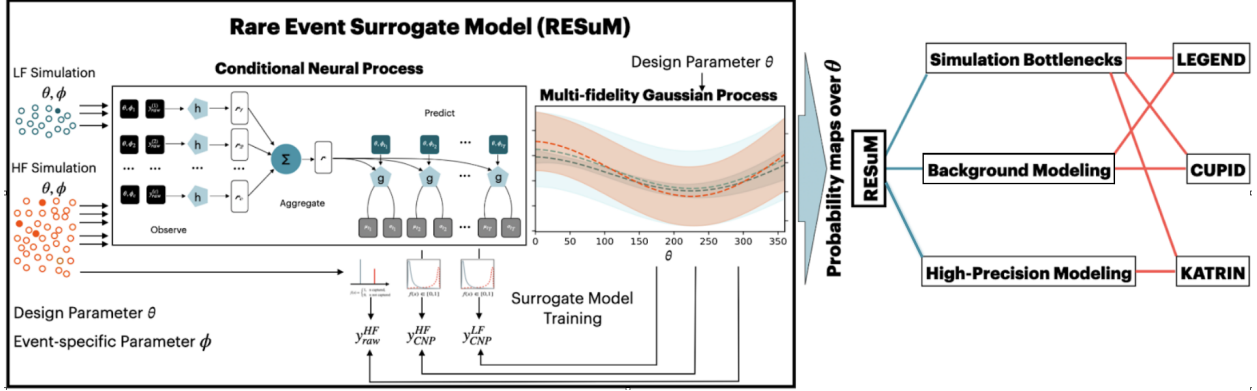 Rare Event Surrogate Model (RESuM)
LF Simulation
θ, ϕ
HF Simulation
θ, ϕ
Conditional Neural Process
h
h
...
h
Σ
r
Aggregate
Observe
Predict
...
g
g
...
g
...
Design Parameter θ
Multi-fidelity Gaussian Process
0 50 100 150 200 250 300 350
θ
Surrogate Model
Training
y_raw^HF
y_CNP^HF
y_CNP^LF
Design Parameter θ
Event-specific Parameter ϕ
Probability maps over θ
RESuM
Simulation Bottlenecks
Background Modeling
High-Precision Modeling
LEGEND
CUPID
KATRIN